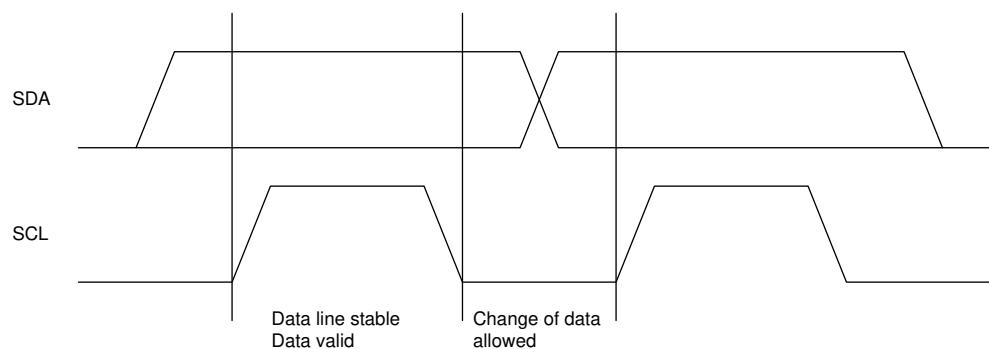 SDA
SCL
Data line stable
Data valid
Change of data
allowed